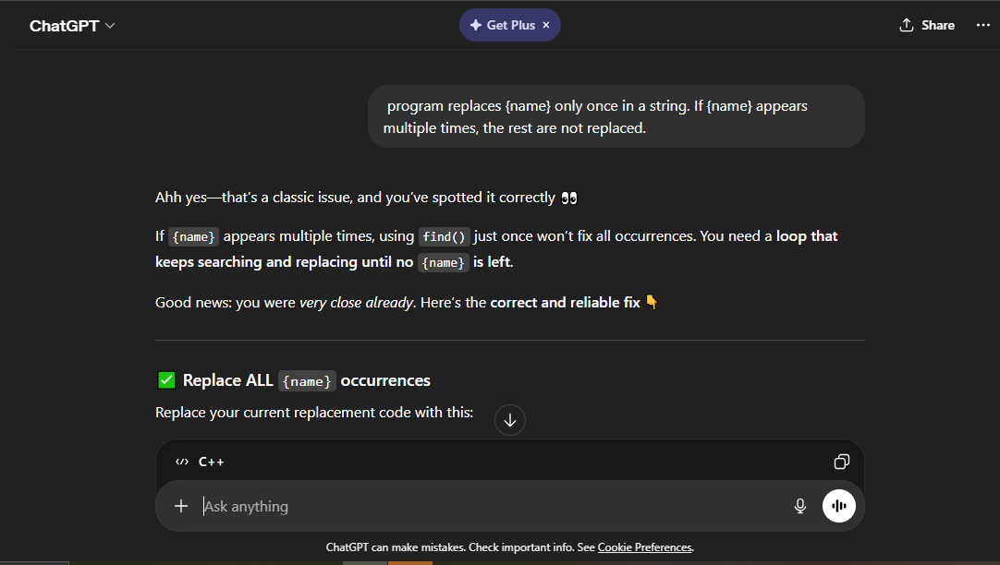 ChatGPT
Get Plus ×
Share
program replaces {name} only once in a string. If {name} appears
multiple times, the rest are not replaced.
Ahh yes—that's a classic issue, and you've spotted it correctly 👀
If {name} appears multiple times, using find() just once won't fix all occurrences. You need a loop that
keeps searching and replacing until no {name} is left.
Good news: you were very close already. Here's the correct and reliable fix 👇
✅ Replace ALL {name} occurrences
Replace your current replacement code with this:
C++
Ask anything
ChatGPT can make mistakes. Check important info. See Cookie Preferences.